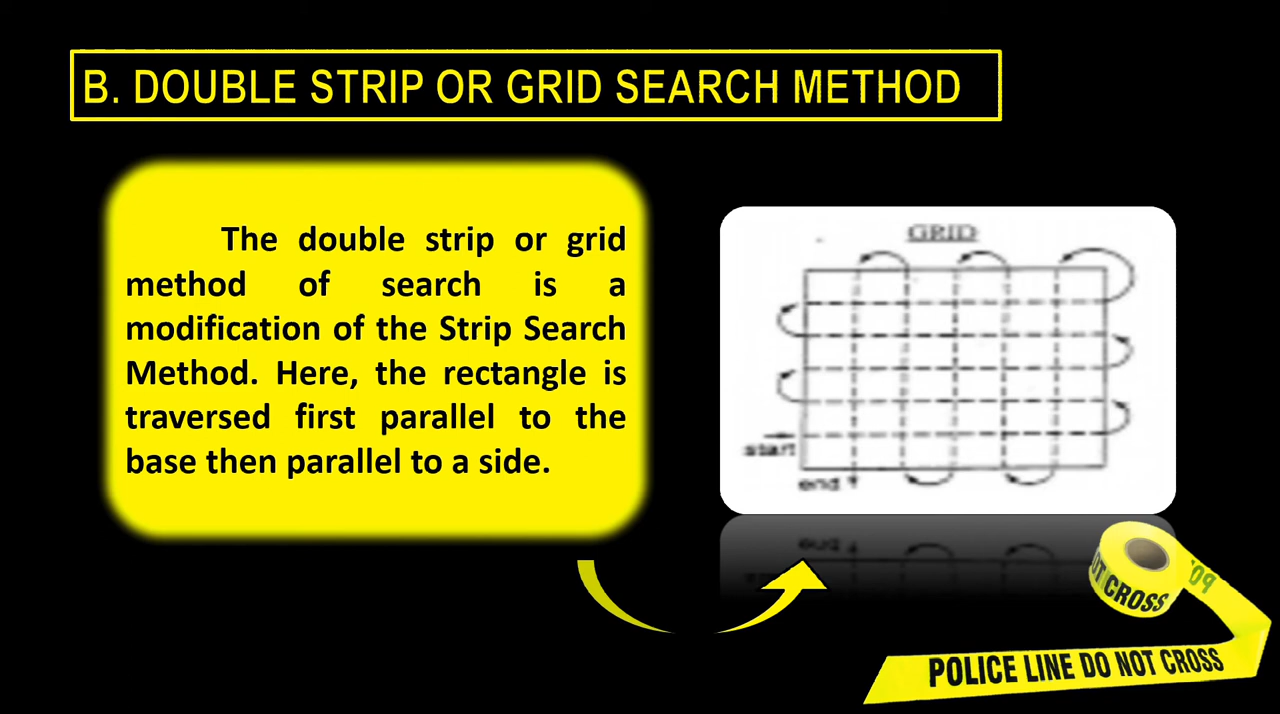 B. DOUBLE STRIP OR GRID SEARCH METHOD
The double strip or grid
method of search is a
modification of the Strip Search
Method. Here, the rectangle is
traversed first parallel to the
base then parallel to a side.
GRID
start
end
CROSS
POLICE LINE DO NOT CROSS